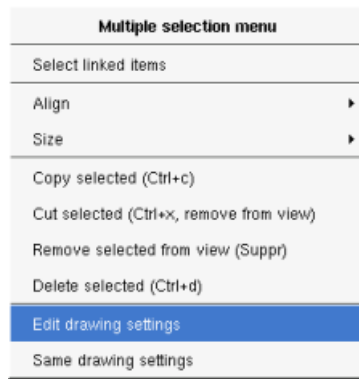 Multiple selection menu
Select linked items
Align
Size
Copy selected (Ctrl+c)
Cut selected (Ctrl+x, remove from view)
Remove selected from view (Suppr)
Delete selected (Ctrl+d)
Edit drawing settings
Same drawing settings